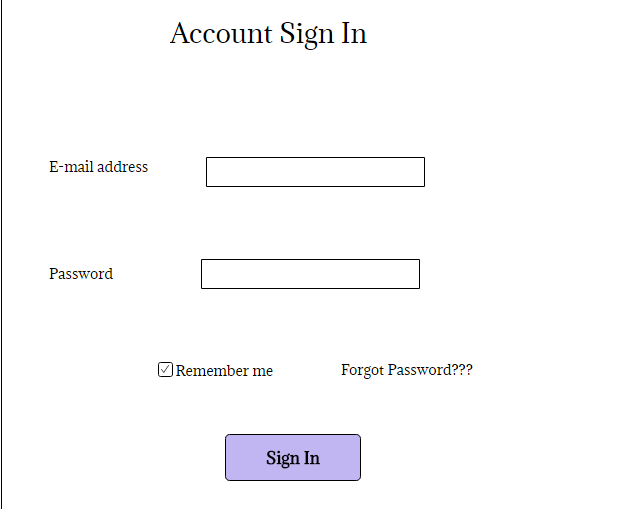 Account Sign In
E-mail address
Password
Remember me Forgot Password???
Sign In